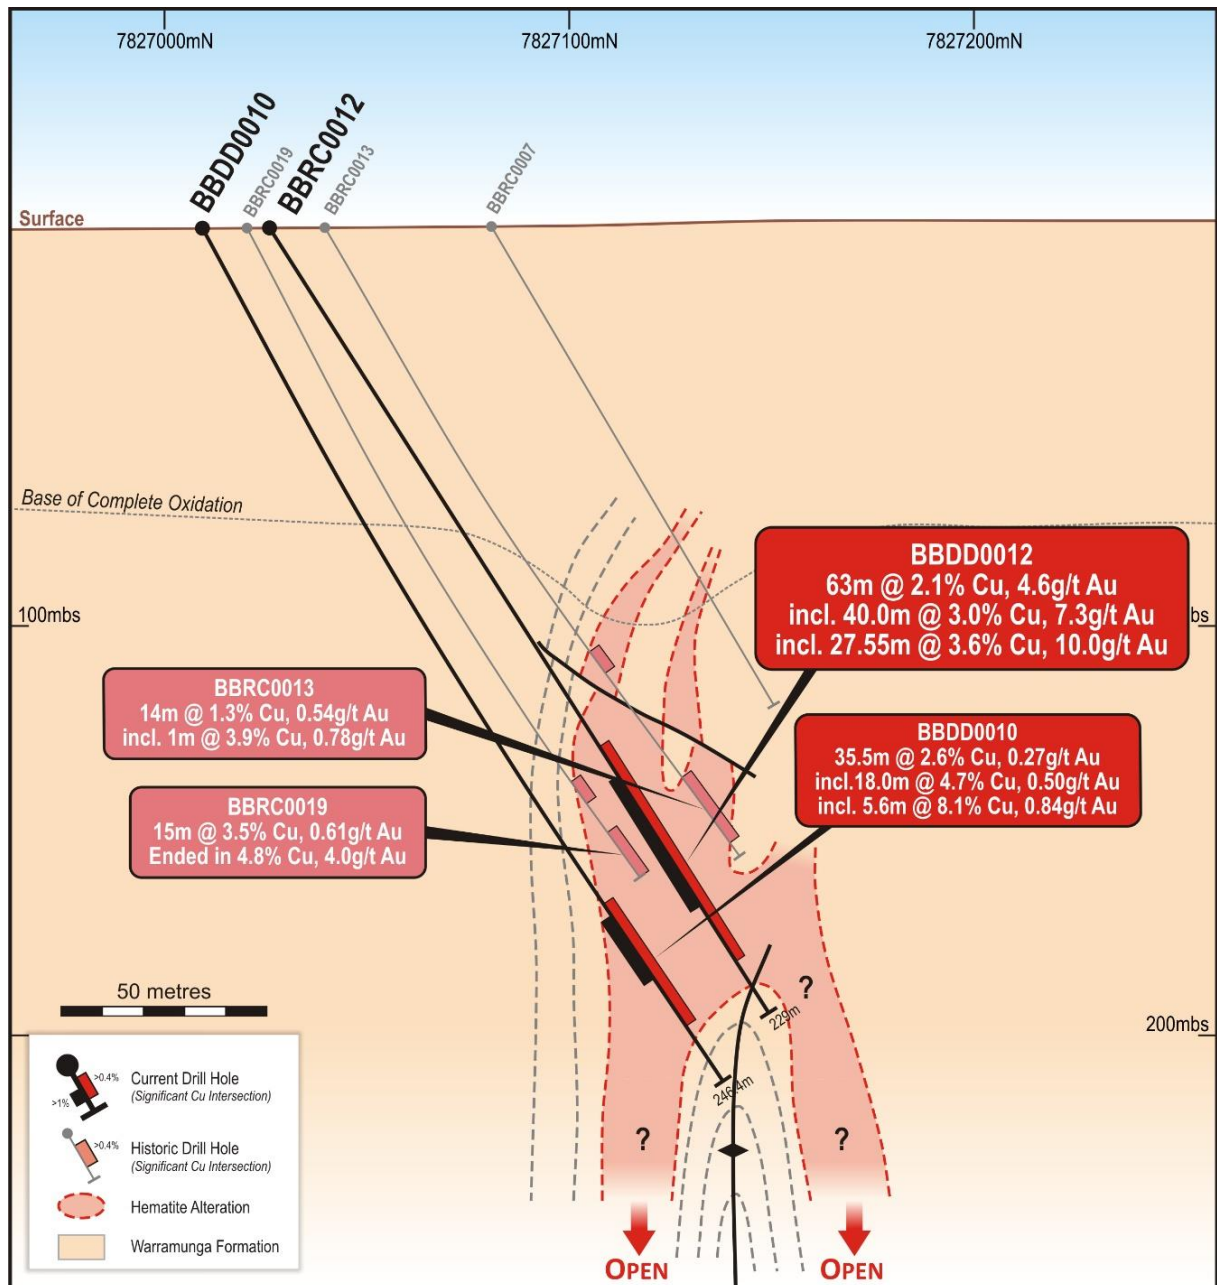 7827000mN
7827100mN
7827200mN
BBDD0010
BBRC0019
BBRC0012
BBRC0013
BBRC0007
Surface
Base of Complete Oxidation
100mbs
bs
BBDD0012
63m @ 2.1% Cu, 4.6g/t Au
incl. 40.0m @ 3.0% Cu, 7.3g/t Au
incl. 27.55m @ 3.6% Cu, 10.0g/t Au
BBRC0013
14m @ 1.3% Cu, 0.54g/t Au
incl. 1m @ 3.9% Cu, 0.78g/t Au
BBDD0010
35.5m @ 2.6% Cu, 0.27g/t Au
incl.18.0m @ 4.7% Cu, 0.50g/t Au
incl. 5.6m @ 8.1% Cu, 0.84g/t Au
BBRC0019
15m @ 3.5% Cu, 0.61g/t Au
Ended in 4.8% Cu, 4.0g/t Au
?
229m
246.4m
200mbs
50 metres
>0.4%
>1%
Current Drill Hole
(Significant Cu Intersection)
>0.4%
Historic Drill Hole
(Significant Cu Intersection)
Hematite Alteration
Warramunga Formation
?
?
OPEN
OPEN